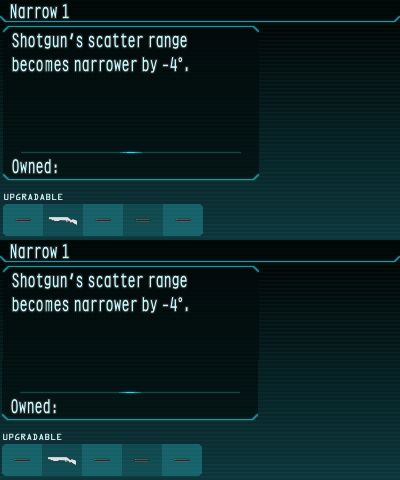 Narrow 1
Shotgun's scatter range
becomes narrower by -4°.
Owned:
UPGRADABLE
Narrow 1
Shotgun's scatter range
becomes narrower by -4°.
Owned:
UPGRADABLE